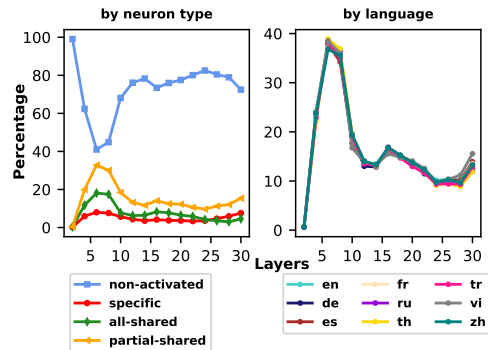 by neuron type
by language
Percentage
100
80
60
40
20
0
40
30
20
10
0
5 10 15 20 25 30
5 10 15 20 25 30
Layers
non-activated
specific
all-shared
partial-shared
en fr tr
de ru vi
es th zh